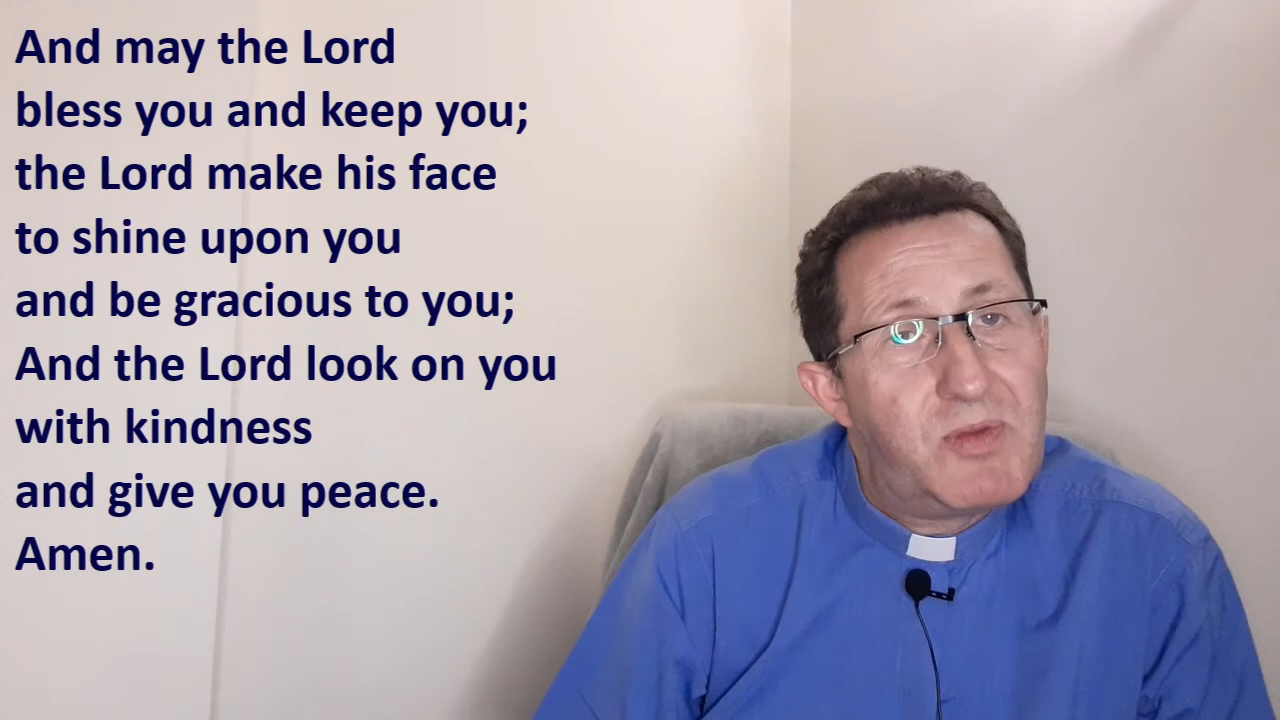 And may the Lord
bless you and keep you;
the Lord make his face
to shine upon you
and be gracious to you;
And the Lord look on you
with kindness
and give you peace.
Amen.